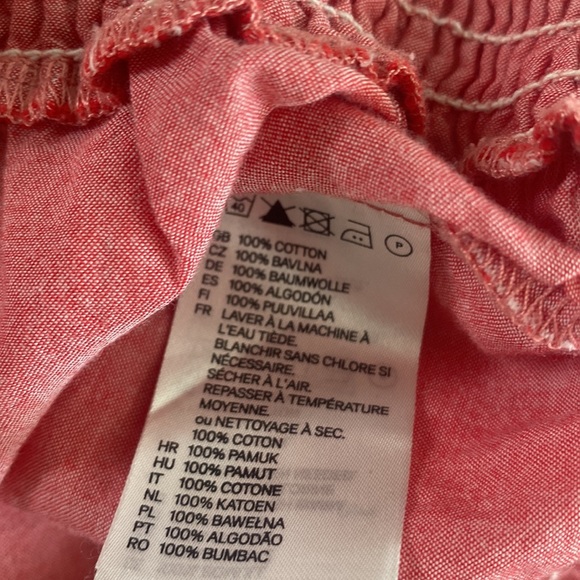 40 P
GB 100% COTTON
CZ 100% BAVLNA
DE 100% BAUMWOLLE
ES 100% ALGODÓN
FI 100% PUUVILLAA
FR LAVER À LA MACHINE À
L'EAU TIÈDE.
BLANCHIR SANS CHLORE SI
NÉCESSAIRE.
SÉCHER À L'AIR.
REPASSER À TEMPÉRATURE
MOYENNE.
ou NETTOYAGE À SEC.
100% COTON
HR 100% PAMUK
HU 100% PAMUT
IT 100% COTONE
NL 100% KATOEN
PL 100% BAWEŁNA
PT 100% ALGODÃO
RO 100% BUMBAC